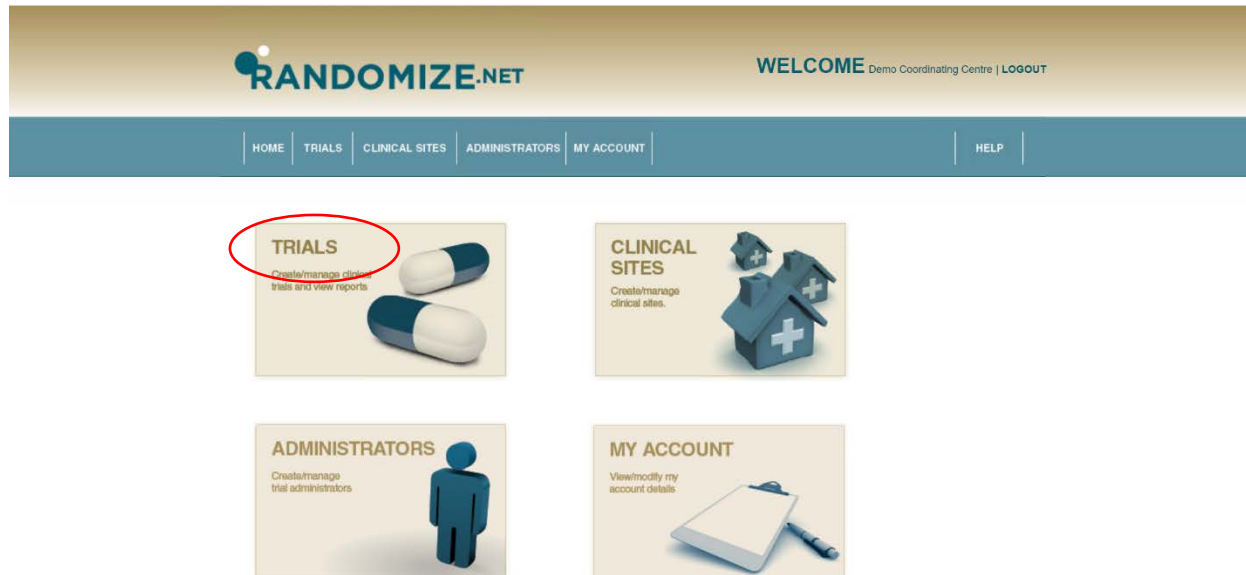 RANDOMIZE.NET
WELCOME Demo Coordinating Centre | LOGOUT
HOME TRIALS CLINICAL SITES ADMINISTRATORS MY ACCOUNT HELP
TRIALS
Create/manage clinical
trials and view reports
CLINICAL
SITES
Create/manage
clinical sites.
ADMINISTRATORS
Create/manage
trial administrators
MY ACCOUNT
View/modify my
account details